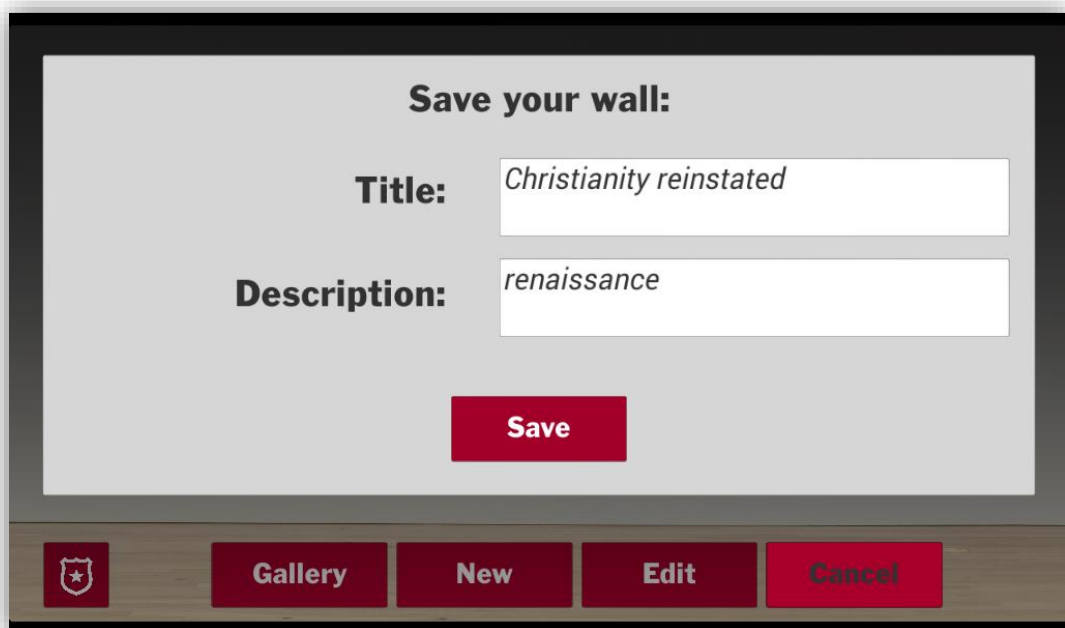 Save your wall:
Title: Christianity reinstated
Description: renaissance
Save
Gallery New Edit Cancel